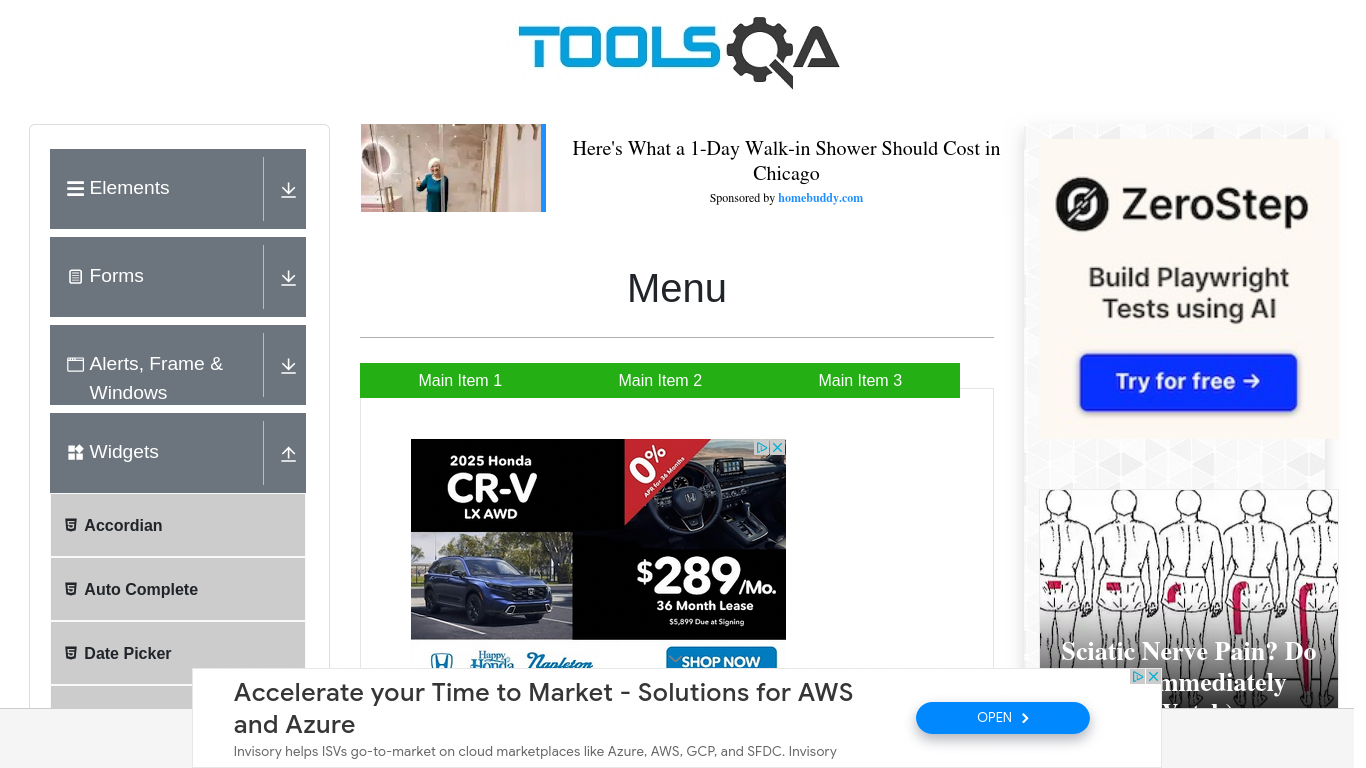 TOOLSQA
Elements
Forms
Alerts, Frame &
Windows
Widgets
Accordian
Auto Complete
Date Picker
Here's What a 1-Day Walk-in Shower Should Cost in
Chicago
Sponsored by homebuddy.com
Menu
Main Item 1
Main Item 2
Main Item 3
2025 Honda
CR-V
LX AWD
0%
APR for 36 Months
$289/Mo.
36 Month Lease
$5,899 Due at Signing
Happy
Honda
Napleton
SHOP NOW
ZeroStep
Build Playwright
Tests using AI
Try for free →
Sciatic Nerve Pain? Do
Accelerate your Time to Market - Solutions for AWS
and Azure
Invisory helps ISVs go-to-market on cloud marketplaces like Azure, AWS, GCP, and SFDC. Invisory
OPEN